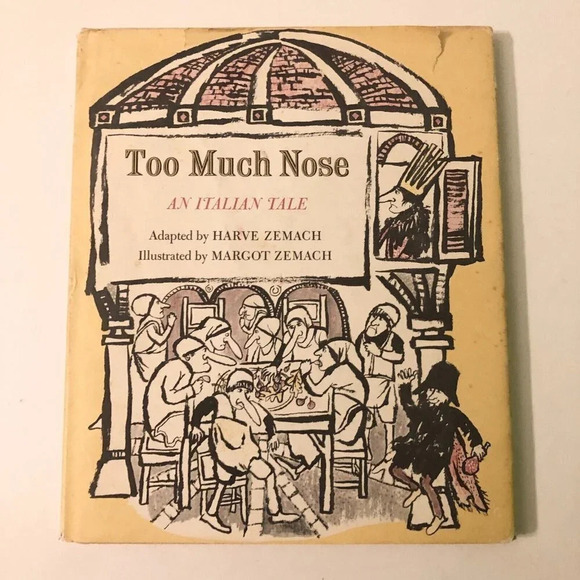 Too Much Nose
AN ITALIAN TALE
Adapted by HARVE ZEMACH
Illustrated by MARGOT ZEMACH